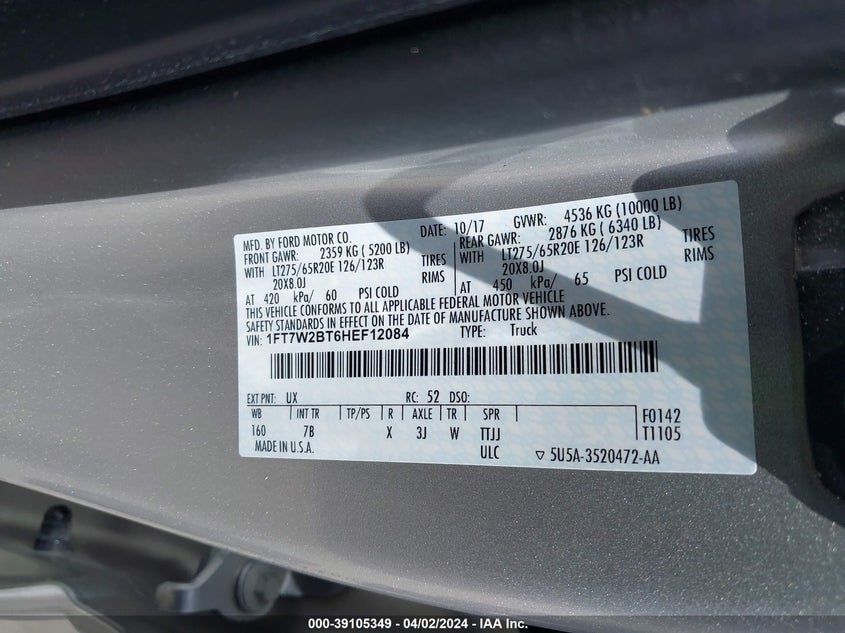 MFD. BY FORD MOTOR CO. DATE: 10/17 GVWR: 4536 KG (10000 LB)
FRONT GAWR: 2359 KG ( 5200 LB) REAR GAWR: 2876 KG ( 6340 LB)
WITH LT275/65R20E 126/123R TIRES WITH LT275/65R20E 126/123R TIRES
20X8.0J RIMS 20X8.0J RIMS
AT 420 kPa/ 60 PSI COLD AT 450 kPa/ 65 PSI COLD
THIS VEHICLE CONFORMS TO ALL APPLICABLE FEDERAL MOTOR VEHICLE
SAFETY STANDARDS IN EFFECT ON THE DATE OF MANUFACTURE SHOWN ABOVE.
VIN: 1FT7W2BT6HEF12084 TYPE: Truck
EXT PNT: UX RC: 52 DSO:
WB INT TR TP/PS R AXLE TR SPR F0142
160 7B X 3J W TTJJ T1105
MADE IN U.S.A. ULC ▽ 5U5A-3520472-AA
000-39105349 - 04/02/2024 - IAA Inc.